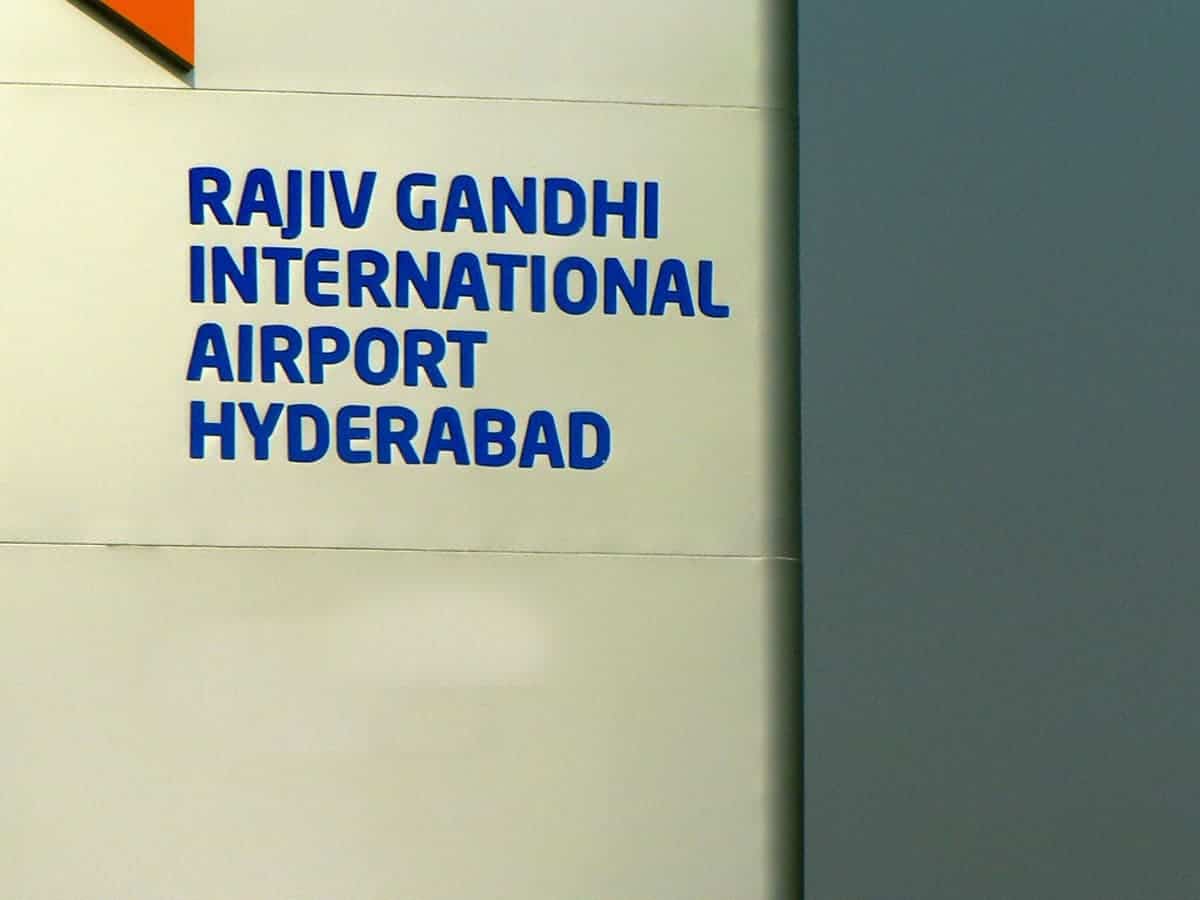 RAJIV GANDHI
INTERNATIONAL
AIRPORT
HYDERABAD